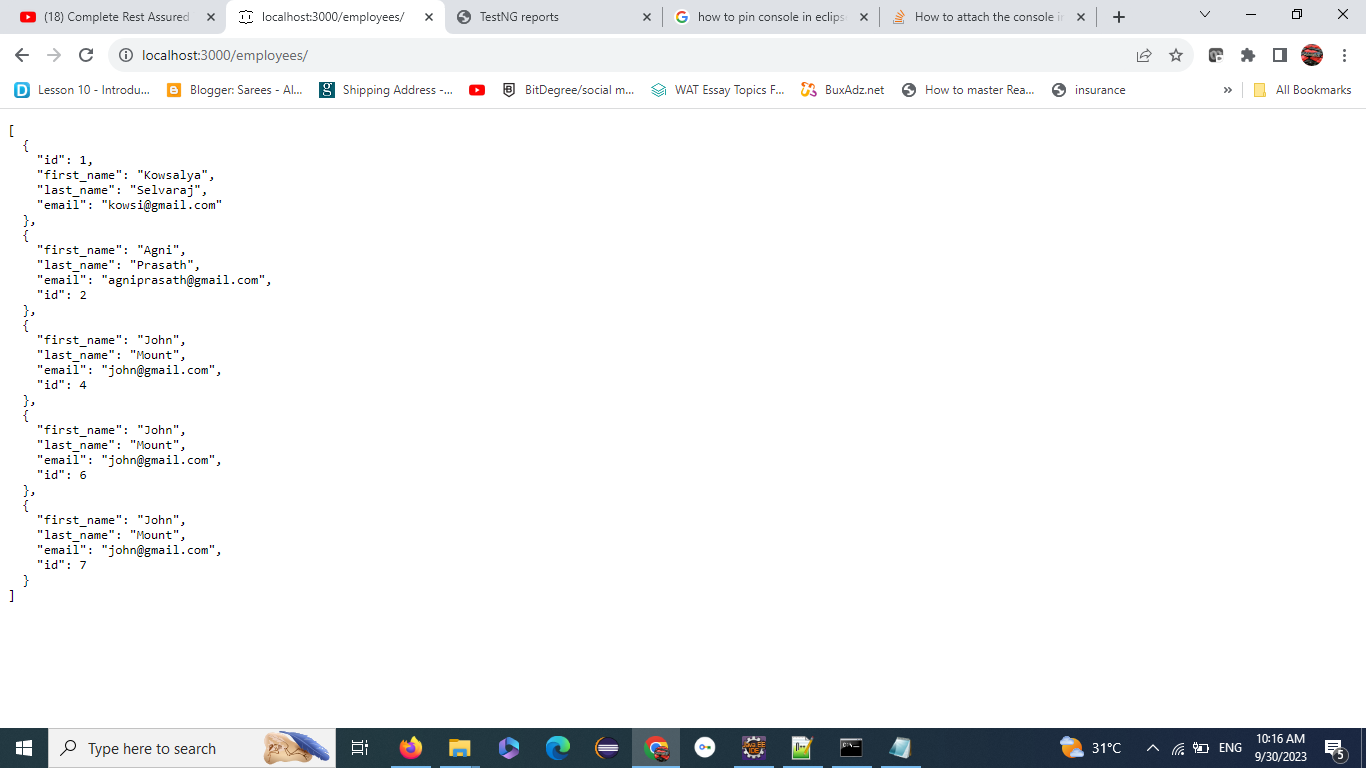 (18) Complete Rest Assured
localhost:3000/employees/
TestNG reports
how to pin console in eclips
How to attach the console i
localhost:3000/employees/
Lesson 10 - Introdu...
Blogger: Sarees - Al...
Shipping Address -...
BitDegree/social m...
WAT Essay Topics F...
BuxAdz.net
How to master Rea...
insurance
»
All Bookmarks
[
  {
    "id": 1,
    "first_name": "Kowsalya",
    "last_name": "Selvaraj",
    "email": "kowsi@gmail.com"
  },
  {
    "first_name": "Agni",
    "last_name": "Prasath",
    "email": "agniprasath@gmail.com",
    "id": 2
  },
  {
    "first_name": "John",
    "last_name": "Mount",
    "email": "john@gmail.com",
    "id": 4
  },
  {
    "first_name": "John",
    "last_name": "Mount",
    "email": "john@gmail.com",
    "id": 6
  },
  {
    "first_name": "John",
    "last_name": "Mount",
    "email": "john@gmail.com",
    "id": 7
  }
]
Type here to search
31°C
ENG
10:16 AM
9/30/2023
5